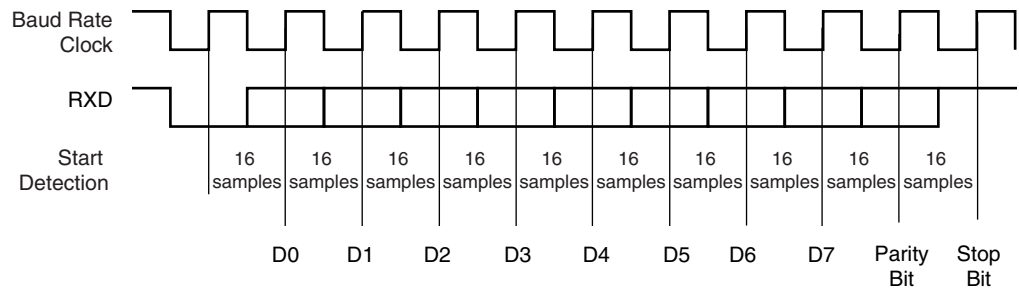 Baud Rate
Clock
RXD
Start
Detection
16 16 16 16 16 16 16 16 16 16
samples samples samples samples samples samples samples samples samples samples
D0 D1 D2 D3 D4 D5 D6 D7 Parity Stop
Bit Bit